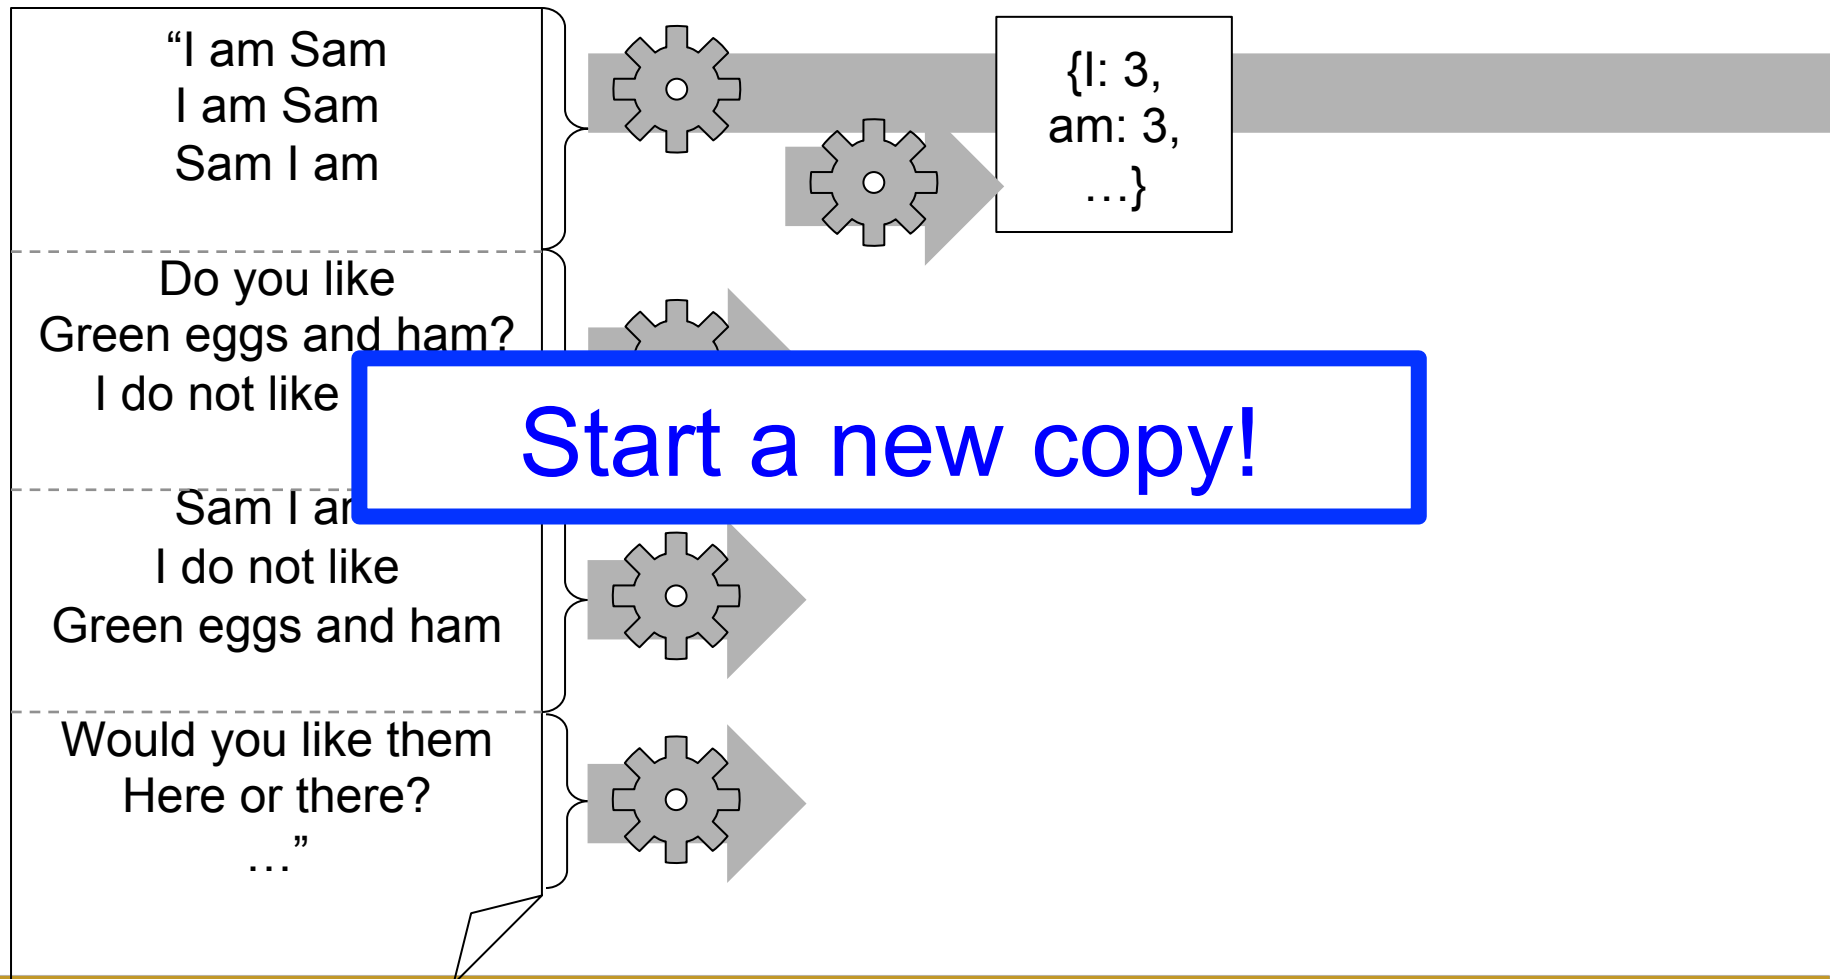 “I am Sam
I am Sam
Sam I am
{I: 3,
am: 3,
…}
Do you like
Green eggs and ham?
I do not like
Start a new copy!
Sam I
I do not like
Green eggs and ham
Would you like them
Here or there?
…”